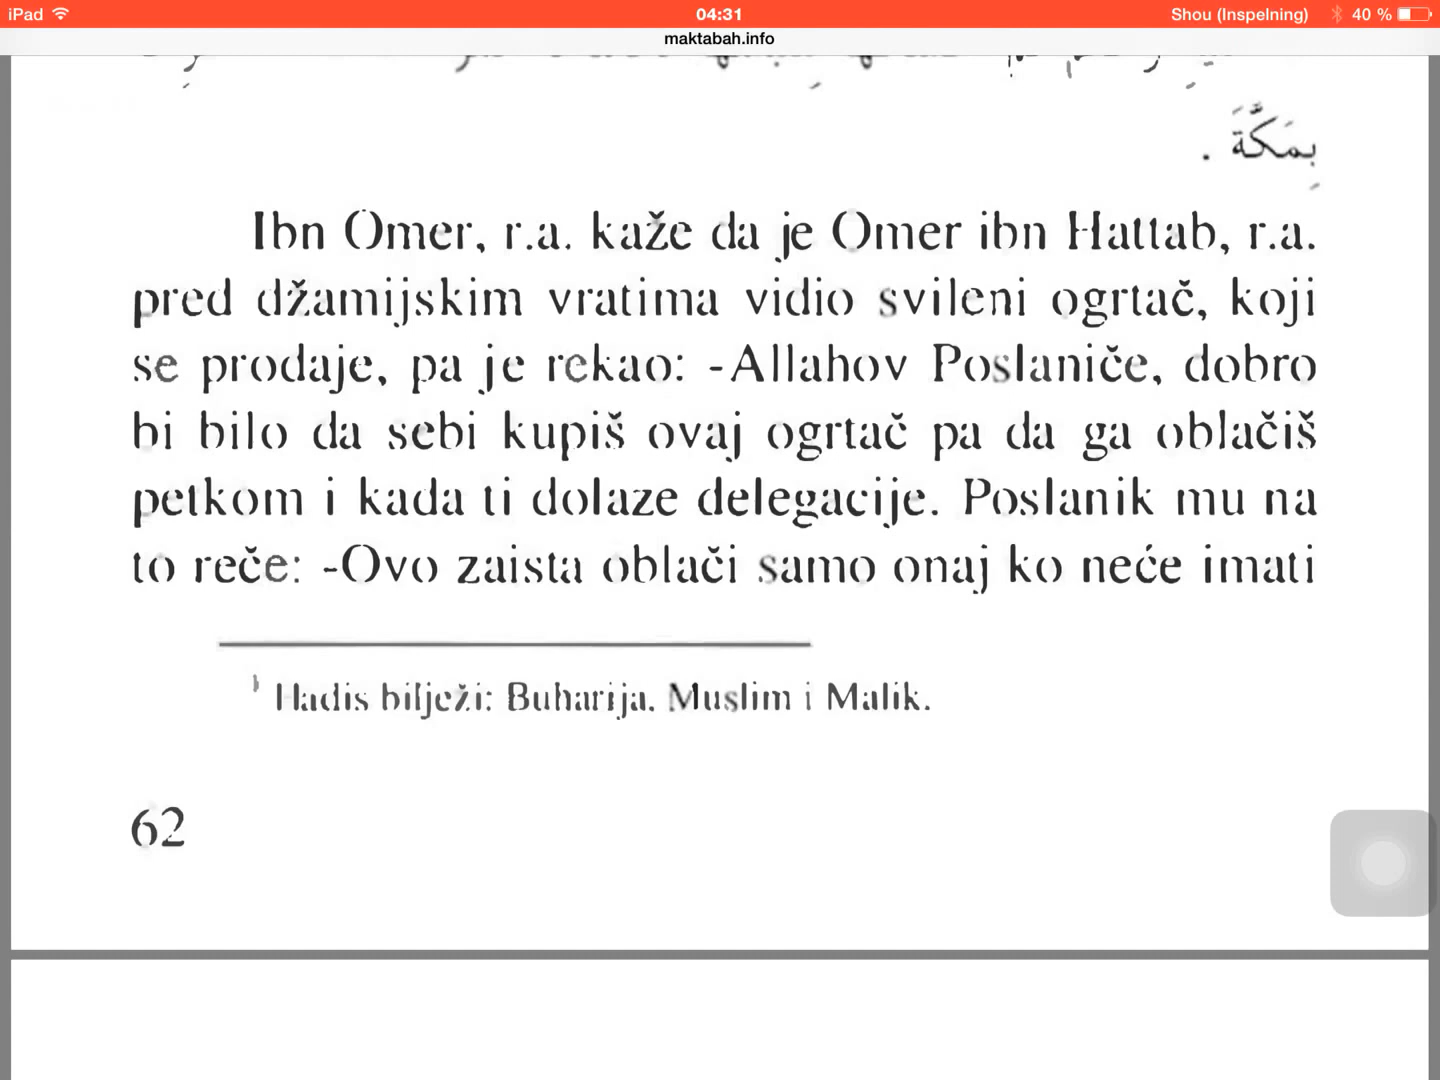 iPad 04:31 Shou (Inspelning) 40 %
maktabah.info
بِمَكَّةَ .
Ibn Omer, r.a. kaže da je Omer ibn Hattab, r.a.
pred džamijskim vratima vidio svileni ogrtač, koji
se prodaje, pa je rekao: -Allahov Poslaniče, dobro
bi bilo da sebi kupiš ovaj ogrtač pa da ga oblačiš
petkom i kada ti dolaze delegacije. Poslanik mu na
to reče: -Ovo zaista oblači samo onaj ko neće imati
¹ Hadis bilježi: Buharija, Muslim i Malik.
62